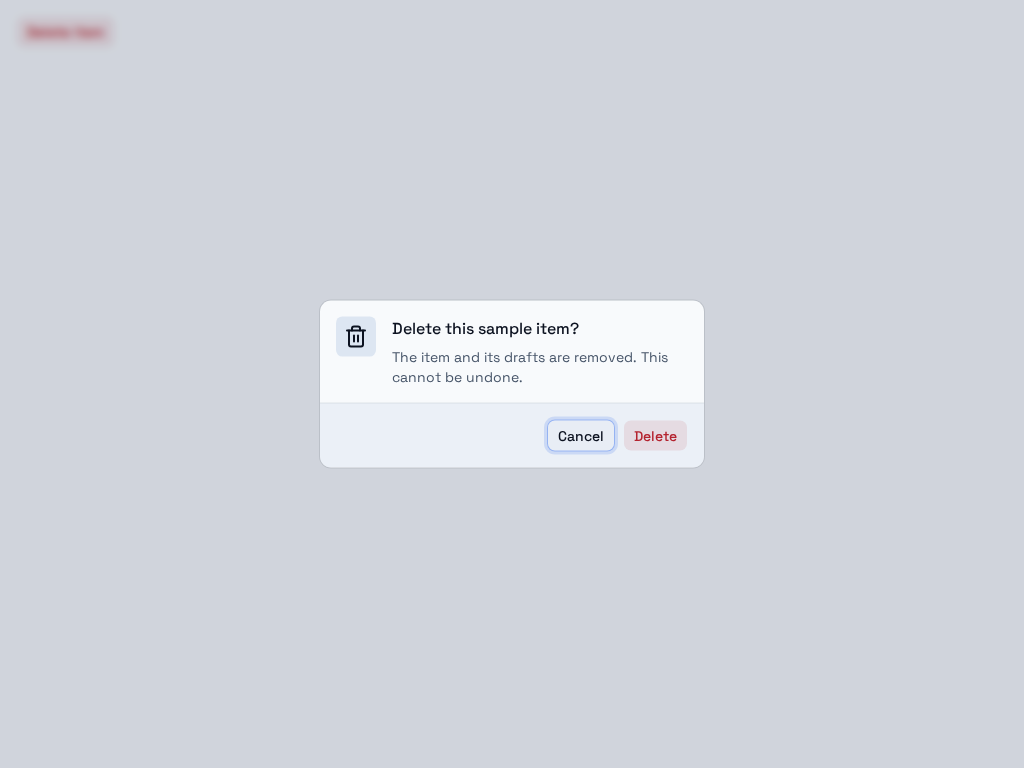 Delete this sample item?
The item and its drafts are removed. This
cannot be undone.
Cancel
Delete